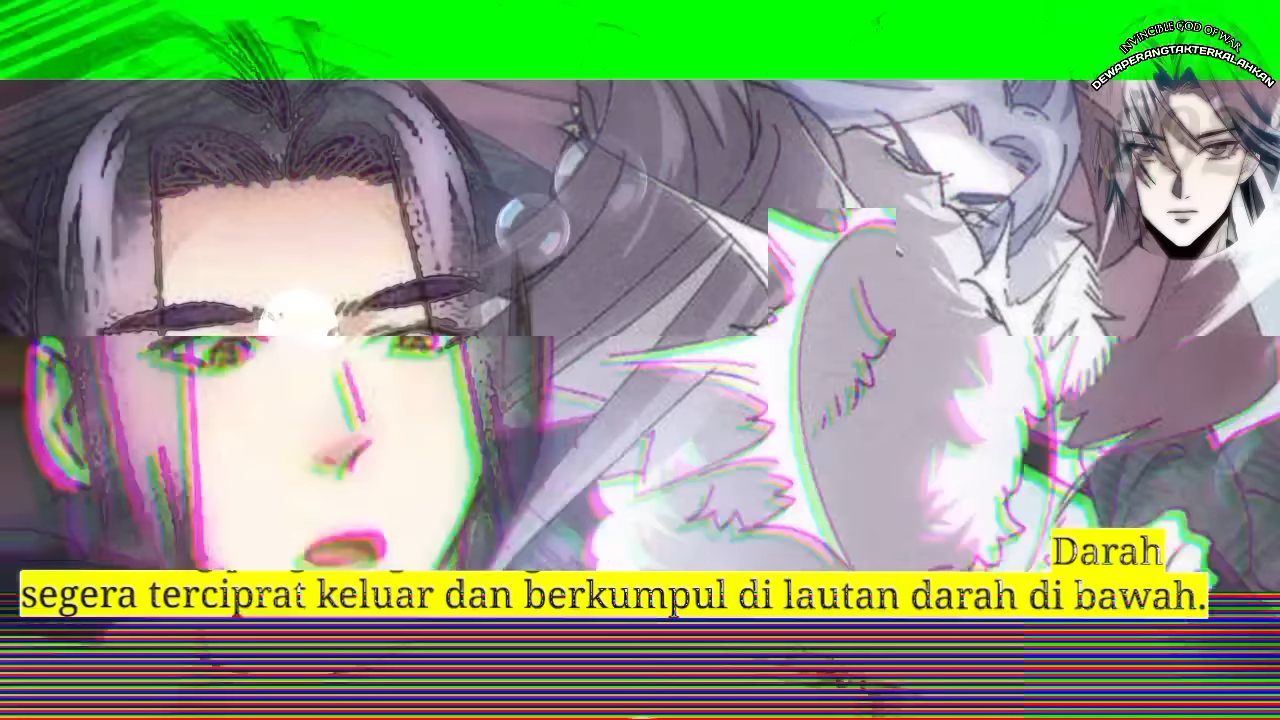 INVINCIBLE GOD OF WAR
DEWAPERANGTAKTERKALAHKAN
Darah
segera terciprat keluar dan berkumpul di lautan darah di bawah.